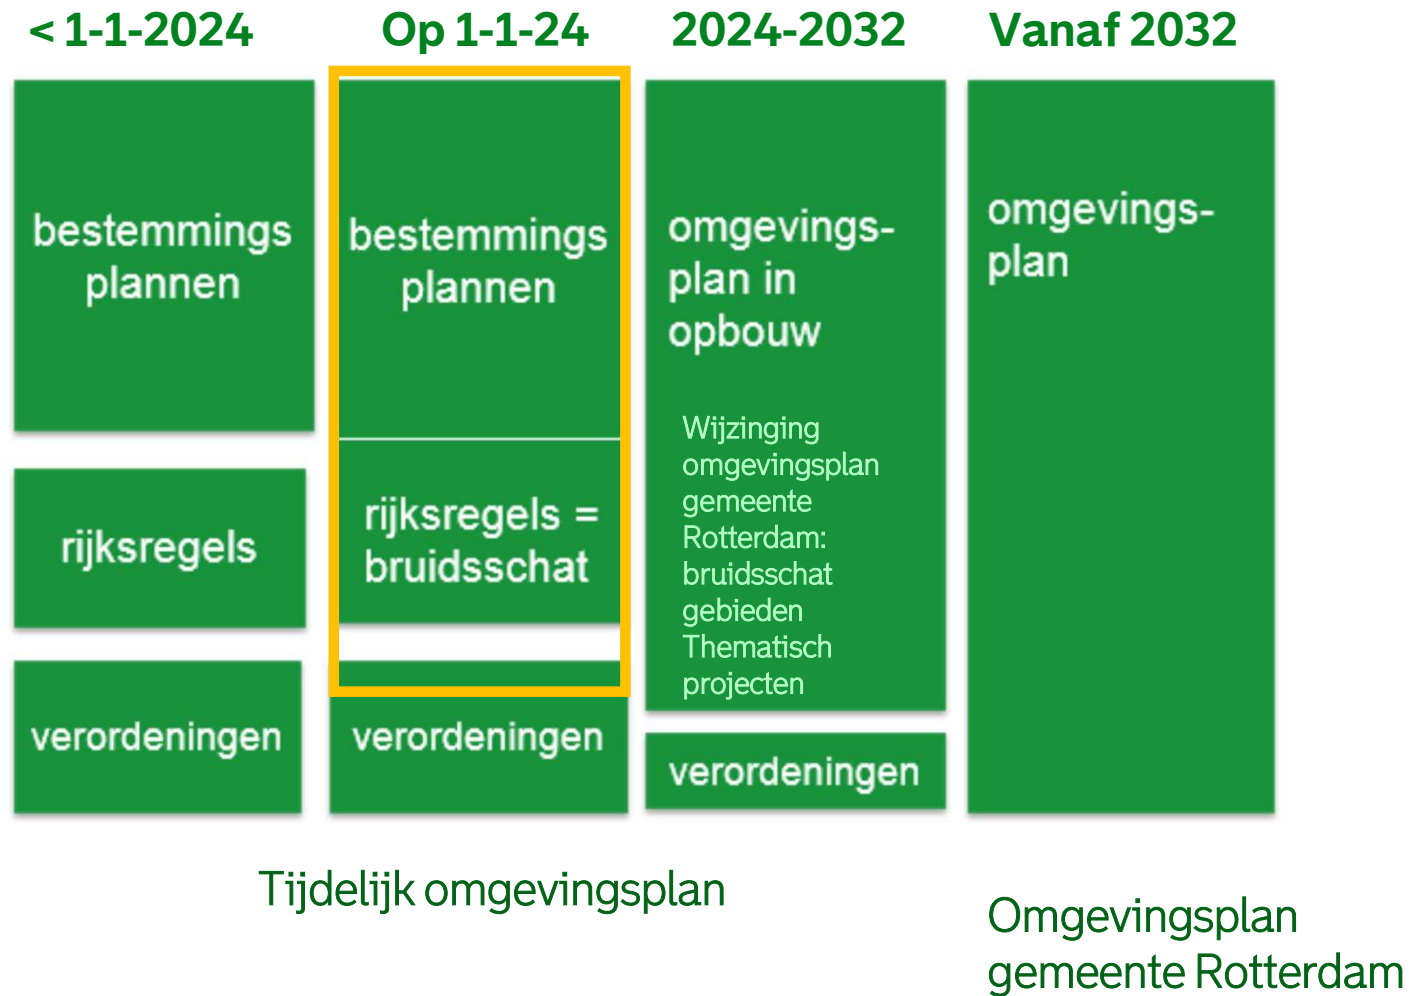 < 1-1-2024
Op 1-1-24
2024-2032
Vanaf 2032
bestemmings
plannen
rijksregels
verordeningen
bestemmings
plannen
rijksregels =
bruidsschat
verordeningen
omgevings-
plan in
opbouw
Wijzinging
omgevingsplan
gemeente
Rotterdam:
bruidsschat
gebieden
Thematisch
projecten
verordeningen
omgevings-
plan
Tijdelijk omgevingsplan
Omgevingsplan
gemeente Rotterdam